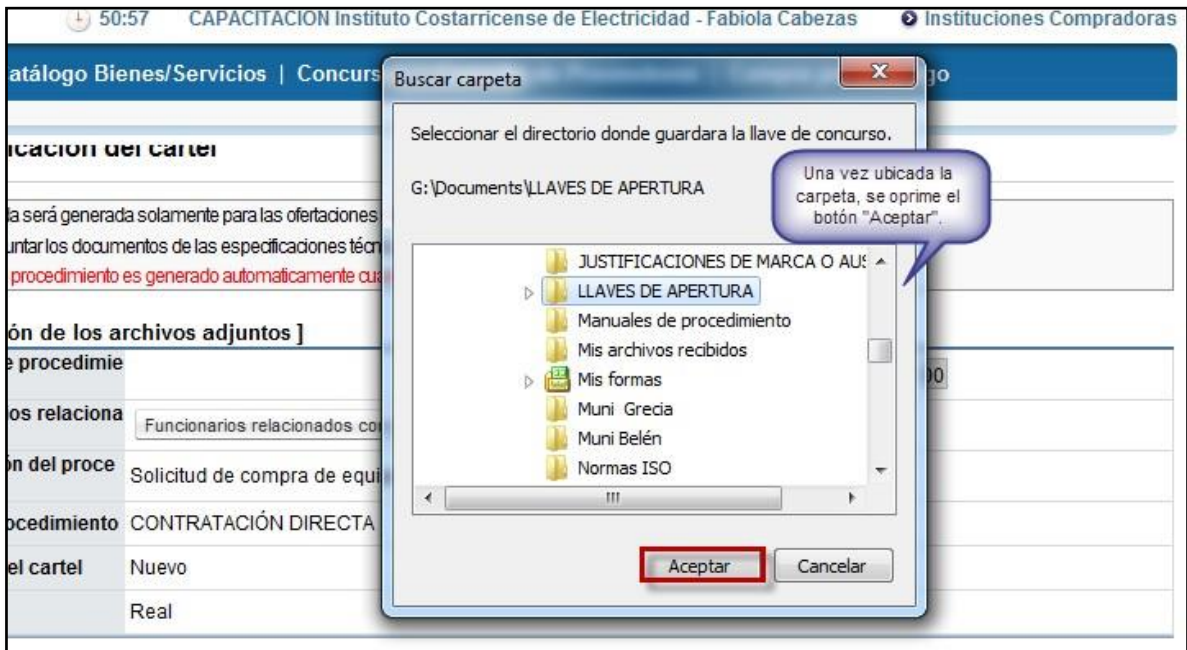 50:57 CAPACITACION Instituto Costarricense de Electricidad - Fabiola Cabezas Instituciones Compradoras
atálogo Bienes/Servicios | Concurs
go
Buscar carpeta
Seleccionar el directorio donde guardara la llave de concurso.
G:\Documents\LLAVES DE APERTURA
Una vez ubicada la
carpeta, se oprime el
botón "Aceptar".
JUSTIFICACIONES DE MARCA O AUS
LLAVES DE APERTURA
Manuales de procedimiento
Mis archivos recibidos
Mis formas
Muni Grecia
Muni Belén
Normas ISO
Aceptar
Cancelar
icación del cartel
la será generada solamente para las ofertaciones
untar los documentos de las especificaciones técn
procedimiento es generado automaticamente cua
ón de los archivos adjuntos ]
e procedimie
00
os relaciona
Funcionarios relacionados co
ón del proce
Solicitud de compra de equi
ocedimiento CONTRATACIÓN DIRECTA
el cartel Nuevo
Real